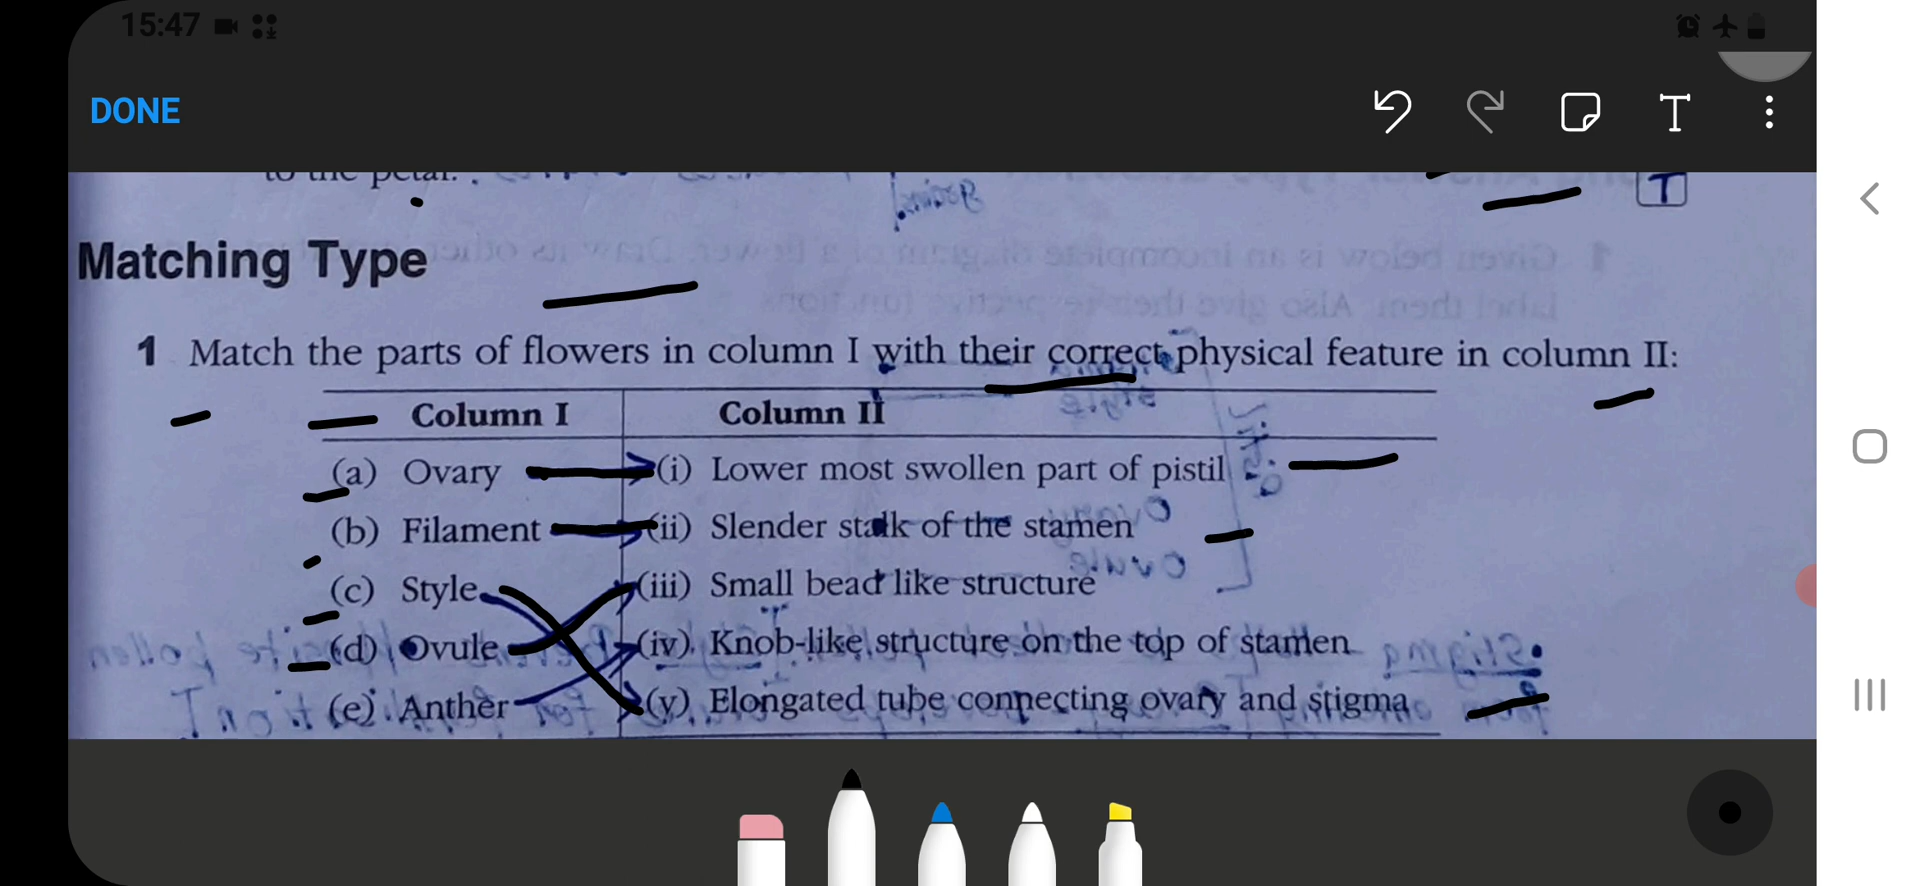 15:47
DONE
T
to the petal.
T
Matching Type
1 Match the parts of flowers in column I with their correct physical feature in column II:
Column I Column II
(a) Ovary (i) Lower most swollen part of pistil
(b) Filament (ii) Slender stalk of the stamen
(c) Style (iii) Small bead like structure
(d) Ovule (iv) Knob-like structure on the top of stamen
(e) Anther (v) Elongated tube connecting ovary and stigma